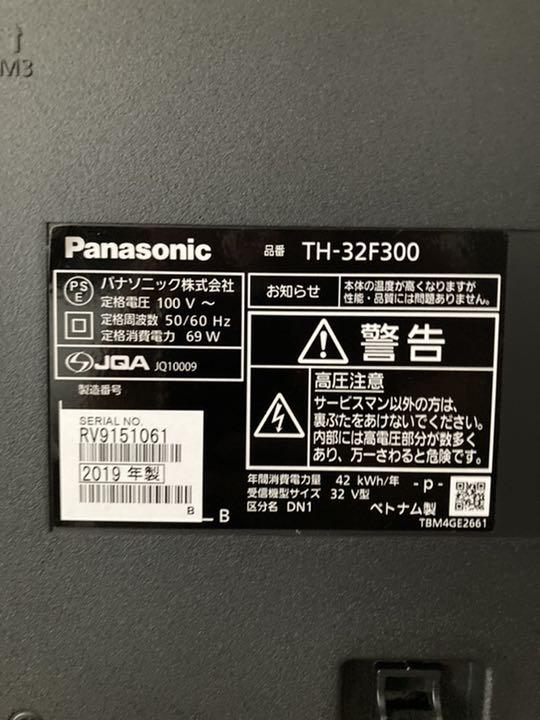 M3
Panasonic 品番 TH-32F300
PS E パナソニック株式会社
定格電圧 100 V ～
定格周波数 50/60 Hz
定格消費電力 69 W
JQA JQ10009
お知らせ
本体の温度が高くなりますが
性能・品質には問題ありません。
警告
高圧注意
サービスマン以外の方は、
裏ぶたをあけないでください。
内部には高電圧部分が数多く
あり、万一さわると危険です。
製造番号
SERIAL NO.
RV9151061
2019 年製
B
B
年間消費電力量 42 kWh/年
受信機型サイズ 32 V型
区分名 DN1
-p-
ベトナム製
TBM4GE2661